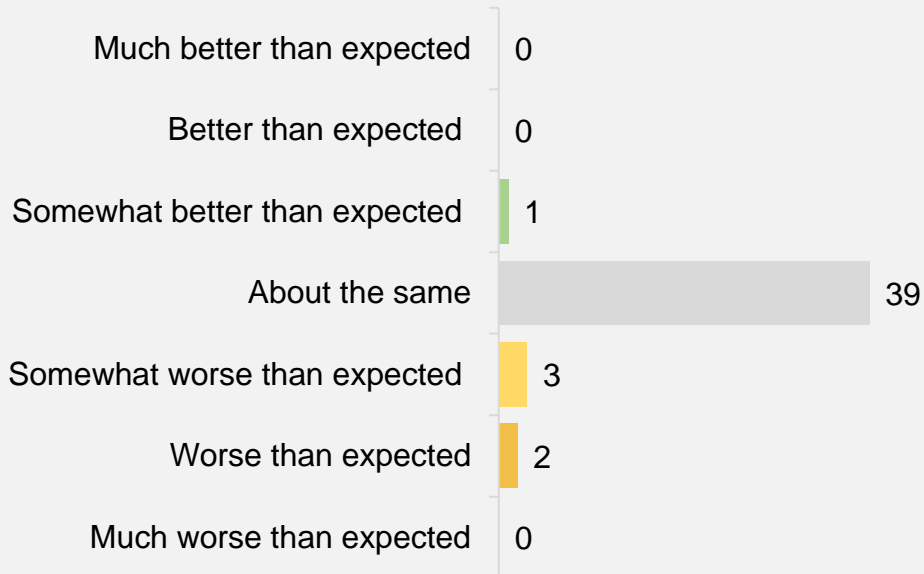 Much better than expected 0
Better than expected 0
Somewhat better than expected 1
About the same 39
Somewhat worse than expected 3
Worse than expected 2
Much worse than expected 0